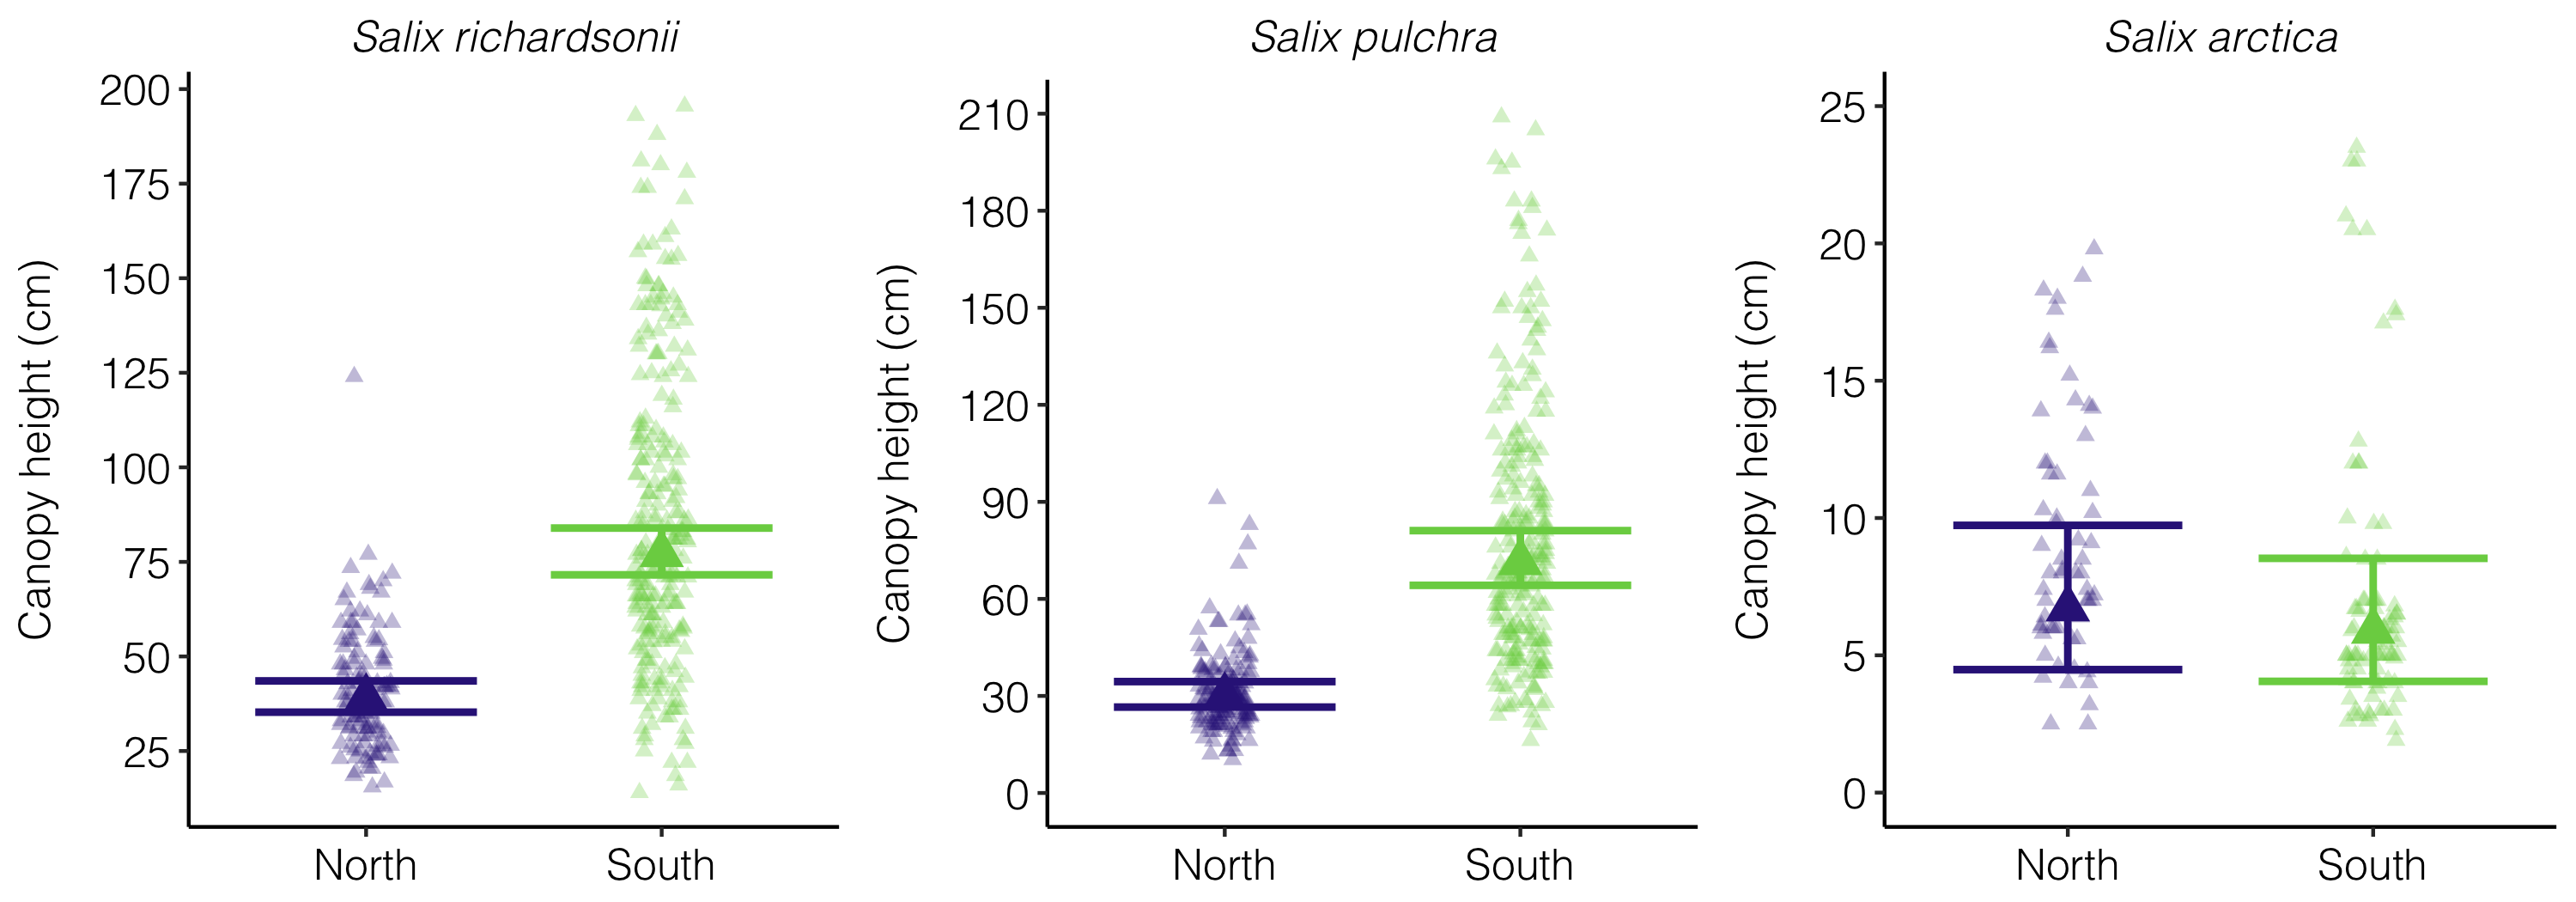 Salix richardsonii
Canopy height (cm)
200
175
150
125
100
75
50
25
North South
Salix pulchra
Canopy height (cm)
210
180
150
120
90
60
30
0
North South
Salix arctica
Canopy height (cm)
25
20
15
10
5
0
North South